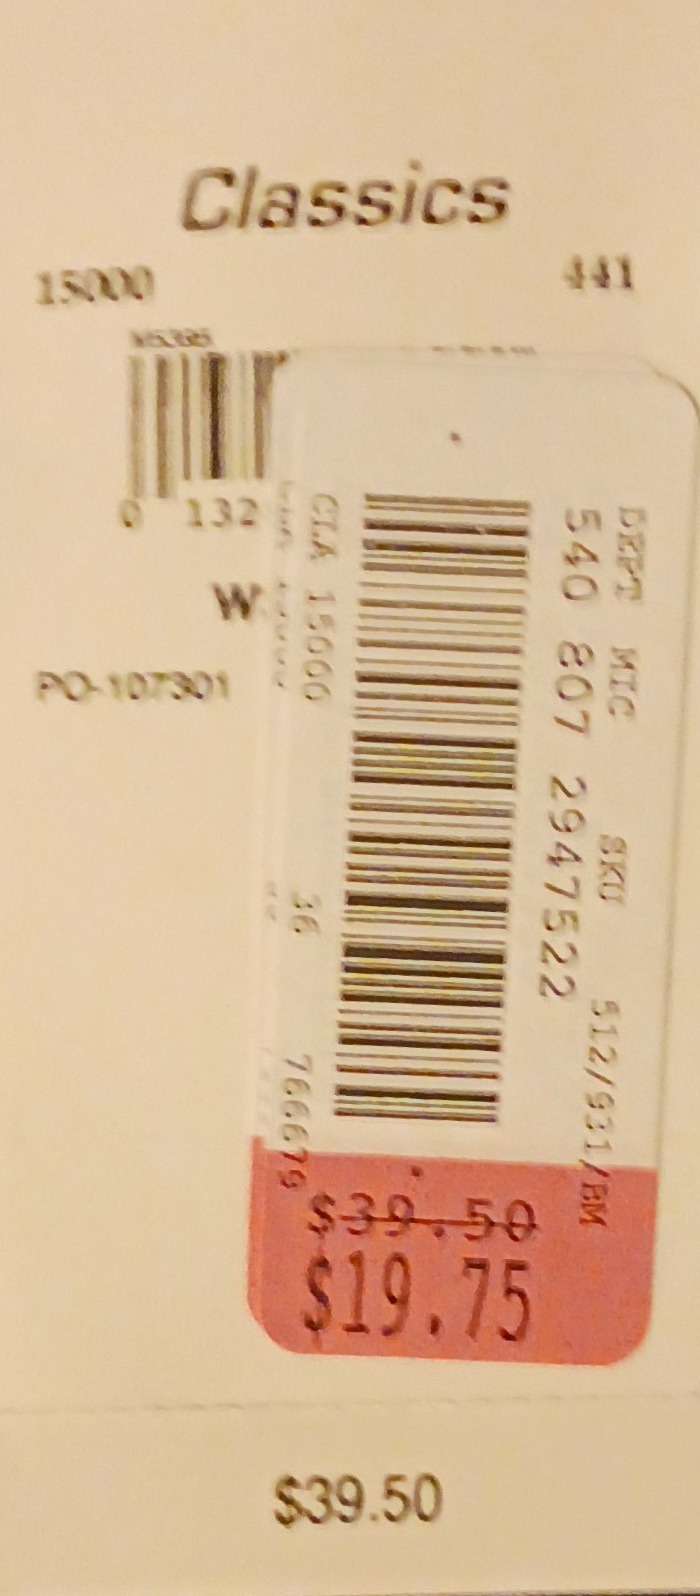 Classics
15000 441
0 132
W
PO-107301
DEPT MIC SKU 512/931/BM
540 807 2947522
CLA 15000 36 766679
$39.50
$19.75
$39.50